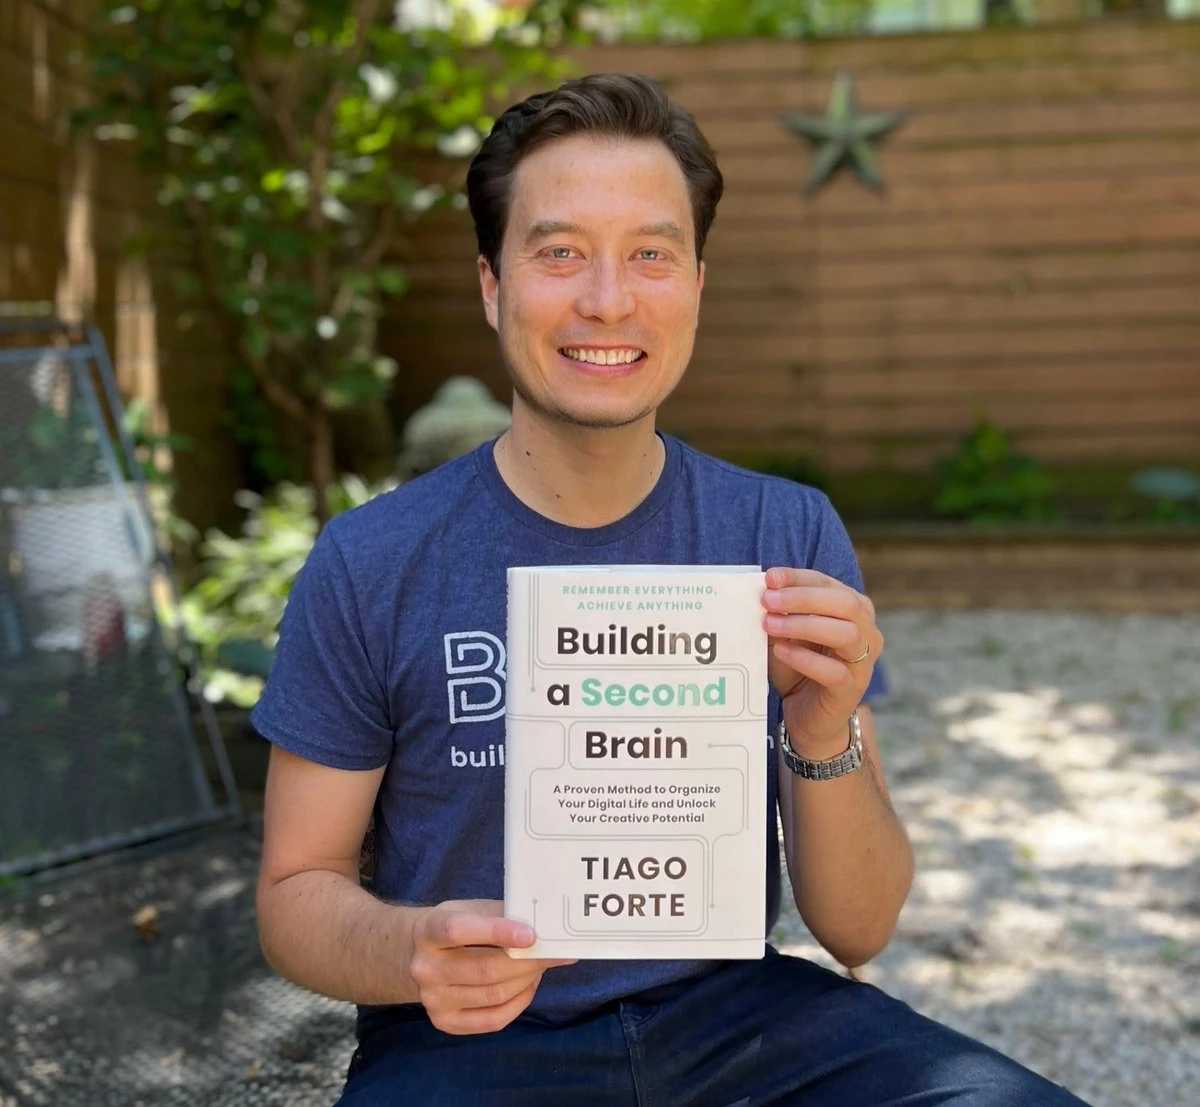 REMEMBER EVERYTHING,
ACHIEVE ANYTHING
Building
a Second
Brain
A Proven Method to Organize
Your Digital Life and Unlock
Your Creative Potential
TIAGO
FORTE
B
buil